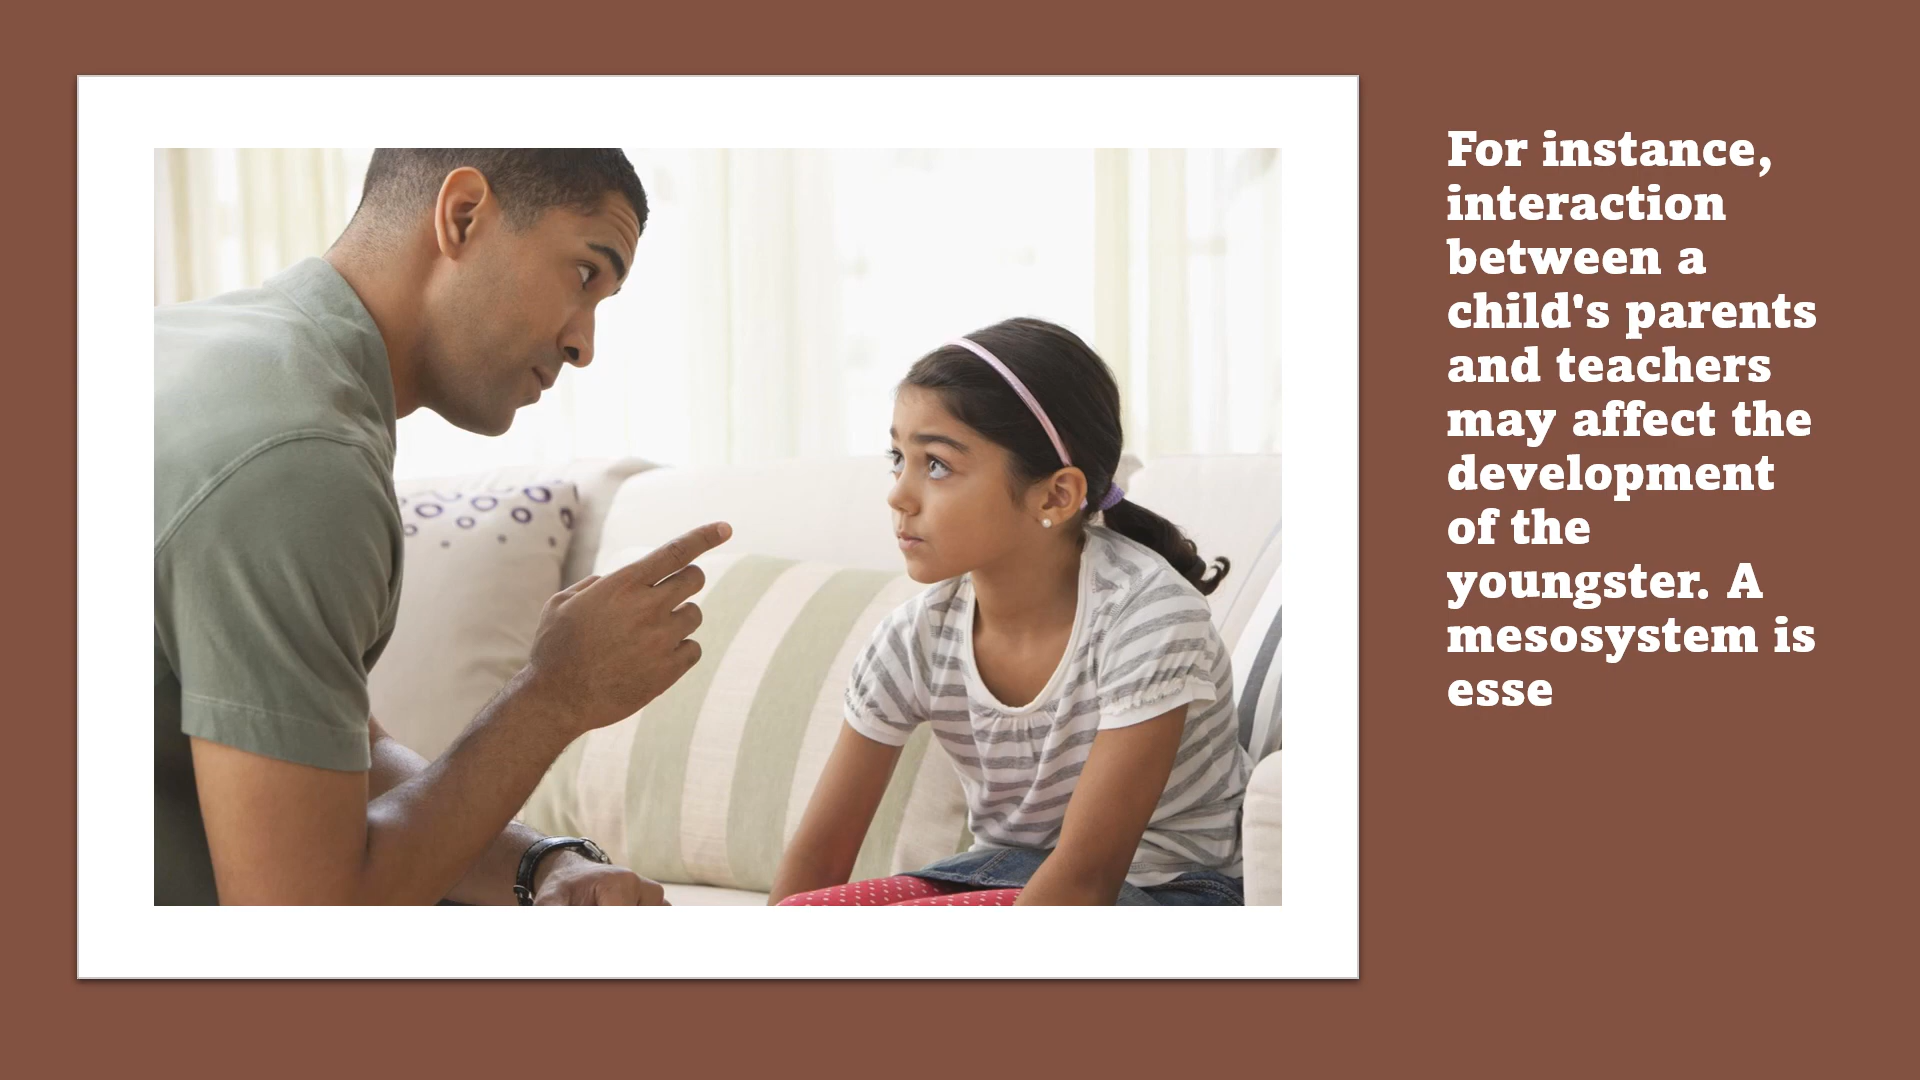 For instance,
interaction
between a
child's parents
and teachers
may affect the
development
of the
youngster. A
mesosystem is
esse